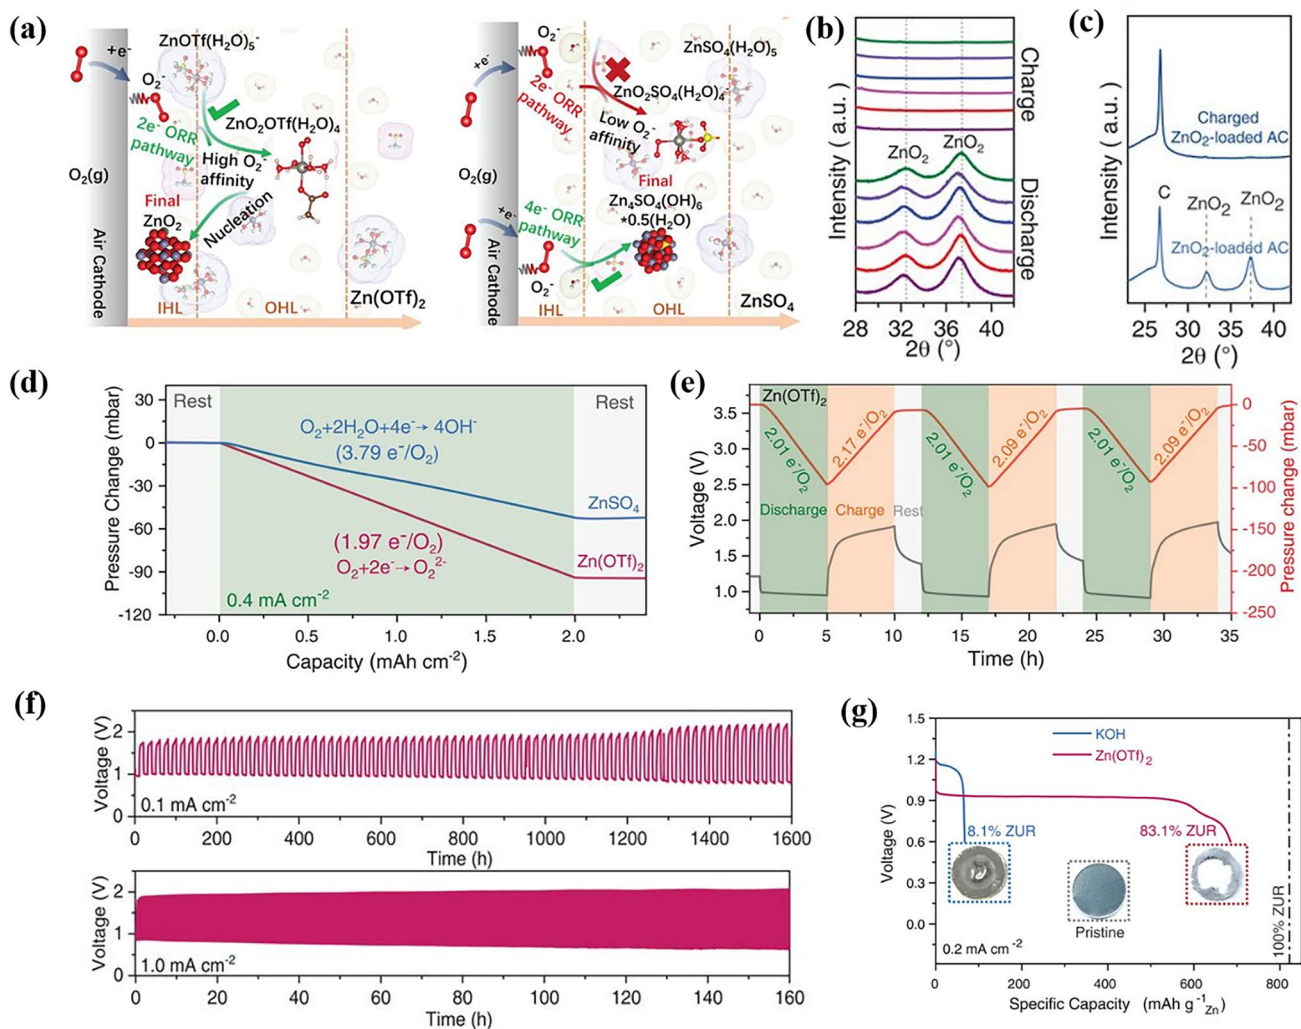 (a)
+e-
O₂⁻
ZnOTf(H₂O)₅⁻
2e⁻ ORR
pathway
ZnO₂OTf(H₂O)₄
High O₂⁻
affinity
O₂(g)
Final
ZnO₂
Nucleation
Air Cathode
IHL
OHL
Zn(OTf)₂
+e-
O₂⁻
ZnSO₄(H₂O)₅
2e⁻ ORR
pathway
ZnO₂SO₄(H₂O)₄⁻
Low O₂⁻
affinity
O₂(g)
Final
Zn₄SO₄(OH)₆
*0.5(H₂O)
+e-
4e⁻ ORR
pathway
O₂⁻
Air Cathode
IHL
OHL
ZnSO₄
(b)
Intensity ( a.u.)
Charge
ZnO₂
ZnO₂
Discharge
28 32 36 40
2θ (°)
(c)
Intensity ( a.u.)
Charged
ZnO₂-loaded AC
C
ZnO₂
ZnO₂
ZnO₂-loaded AC
25 30 35 40
2θ (°)
(d)
Pressure Change (mbar)
30
0
-30
-60
-90
-120
Rest
Rest
O₂+2H₂O+4e⁻→ 4OH⁻
(3.79 e⁻/O₂)
ZnSO₄
(1.97 e⁻/O₂)
O₂+2e⁻→O₂²⁻
Zn(OTf)₂
0.4 mA cm⁻²
0.0 0.5 1.0 1.5 2.0
Capacity (mAh cm⁻²)
(e)
Voltage (V)
3.5
3.0
2.5
2.0
1.5
1.0
Zn(OTf)₂
2.01 e⁻/O₂
2.17 e⁻/O₂
2.01 e⁻/O₂
2.09 e⁻/O₂
2.01 e⁻/O₂
2.09 e⁻/O₂
Discharge
Charge
Rest
0
-50
-100
-150
-200
-250
Pressure change (mbar)
0 5 10 15 20 25 30 35
Time (h)
(f)
Voltage (V)
2
1
0
0.1 mA cm⁻²
0 200 400 600 800 1000 1200 1400 1600
Time (h)
Voltage (V)
2
1
0
1.0 mA cm⁻²
0 20 40 60 80 100 120 140 160
Time (h)
(g)
Voltage (V)
1.5
1.2
0.9
0.6
0.3
0.0
KOH
Zn(OTf)₂
8.1% ZUR
83.1% ZUR
Pristine
100% ZUR
0.2 mA cm⁻²
0 200 400 600 800
Specific Capacity (mAh g⁻¹Zn)